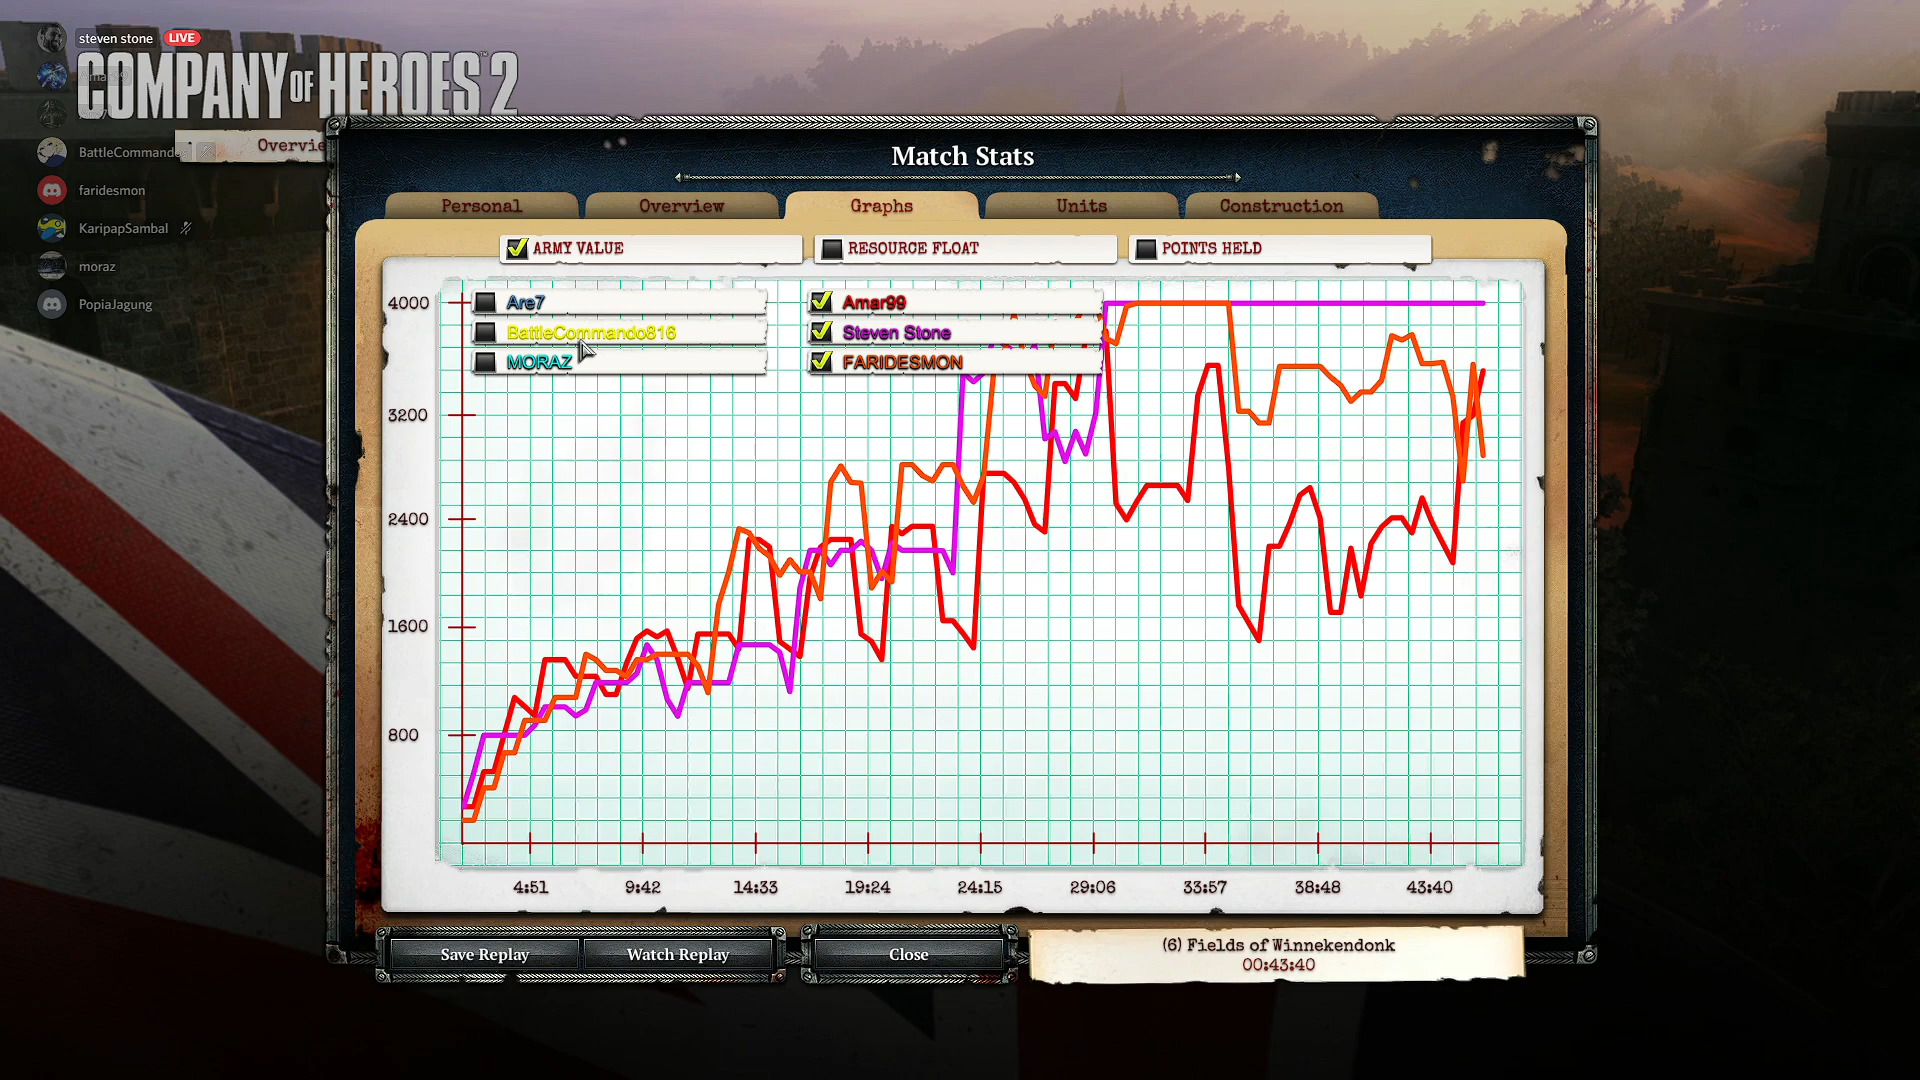 steven stone LIVE
COMPANY OF HEROES 2
Amar99
BattleCommando
faridesmon
KaripapSambal
moraz
PopiaJagung
Overvie
Match Stats
Personal
Overview
Graphs
Units
Construction
ARMY VALUE
RESOURCE FLOAT
POINTS HELD
Are7
BattleCommando816
MORAZ
Amar99
Steven Stone
FARIDESMON
4000
3200
2400
1600
800
4:51
9:42
14:33
19:24
24:15
29:06
33:57
38:48
43:40
Save Replay
Watch Replay
Close
(6) Fields of Winnekendonk
00:43:40